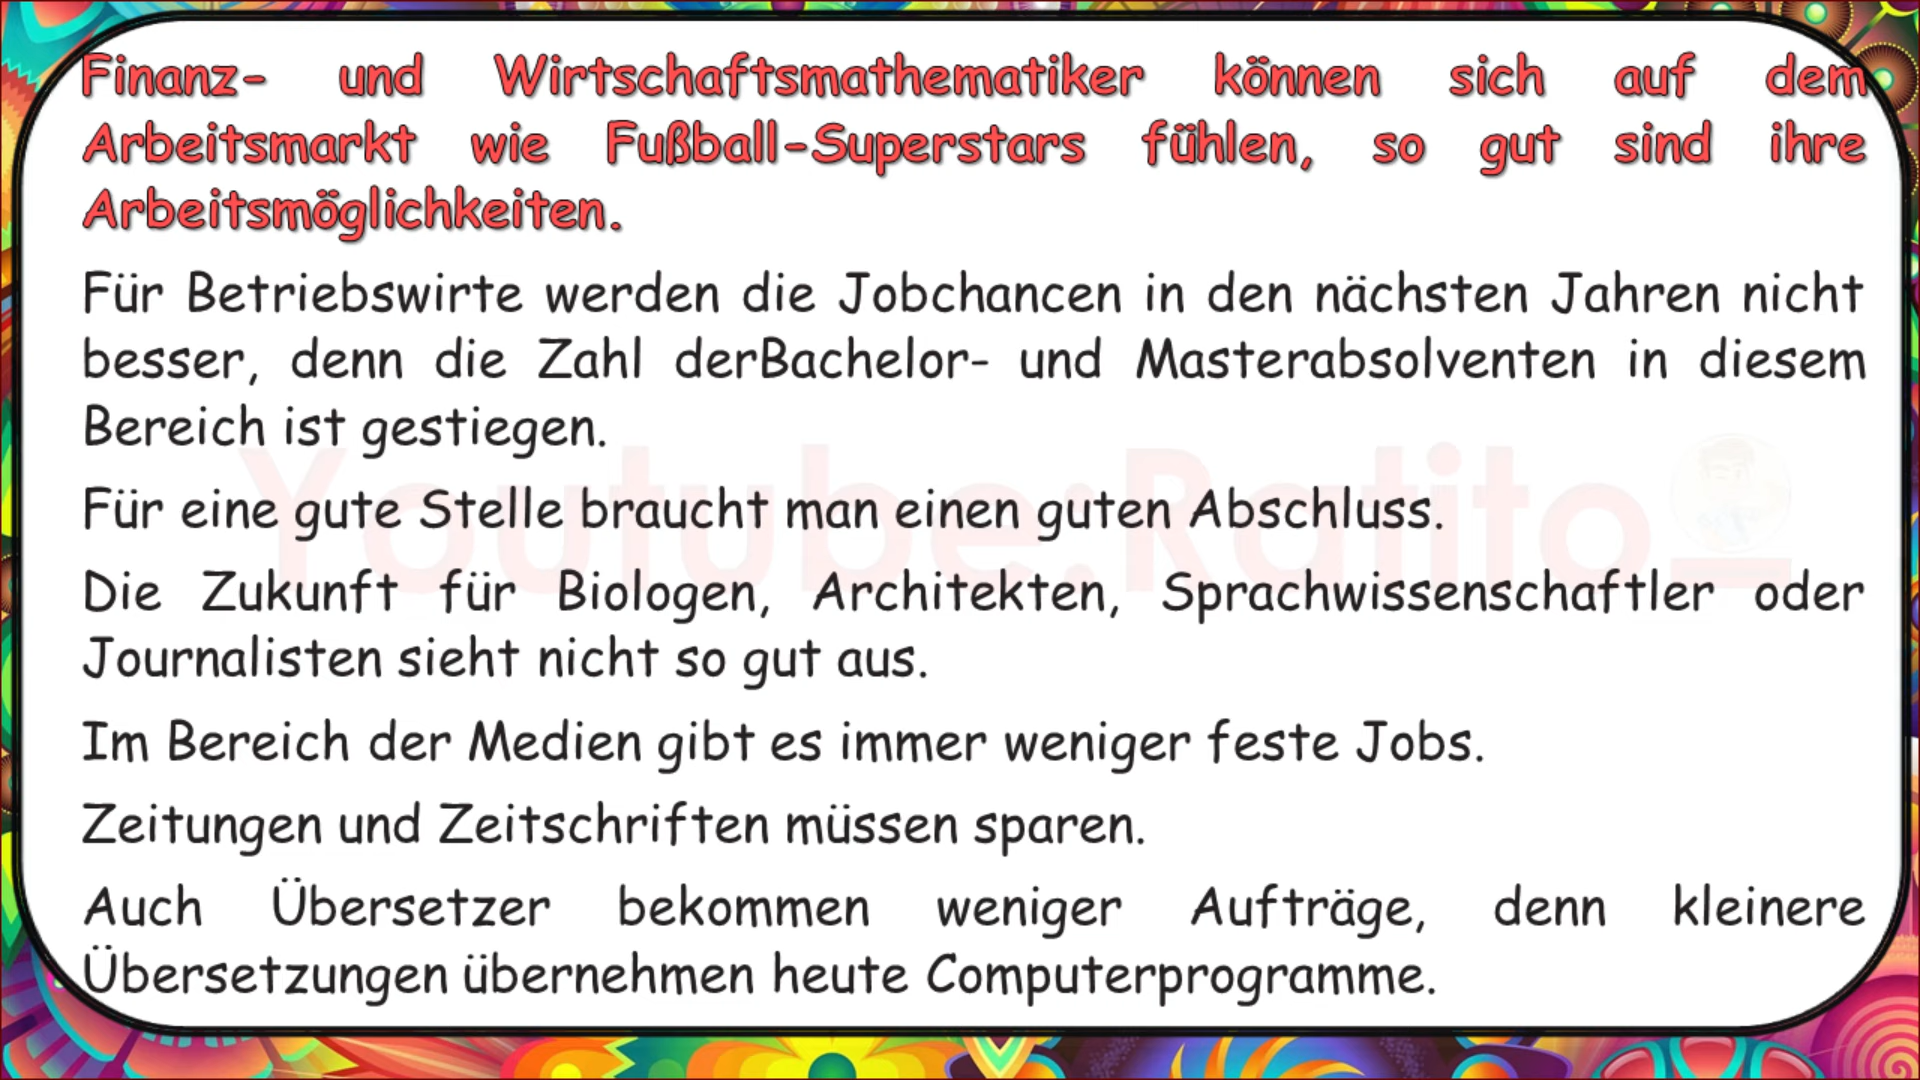 Finanz- und Wirtschaftsmathematiker können sich auf dem
Arbeitsmarkt wie Fußball-Superstars fühlen, so gut sind ihre
Arbeitsmöglichkeiten.
Für Betriebswirte werden die Jobchancen in den nächsten Jahren nicht
besser, denn die Zahl derBachelor- und Masterabsolventen in diesem
Bereich ist gestiegen.
Für eine gute Stelle braucht man einen guten Abschluss.
Die Zukunft für Biologen, Architekten, Sprachwissenschaftler oder
Journalisten sieht nicht so gut aus.
Im Bereich der Medien gibt es immer weniger feste Jobs.
Zeitungen und Zeitschriften müssen sparen.
Auch Übersetzer bekommen weniger Aufträge, denn kleinere
Übersetzungen übernehmen heute Computerprogramme.
Youtube:Ratito